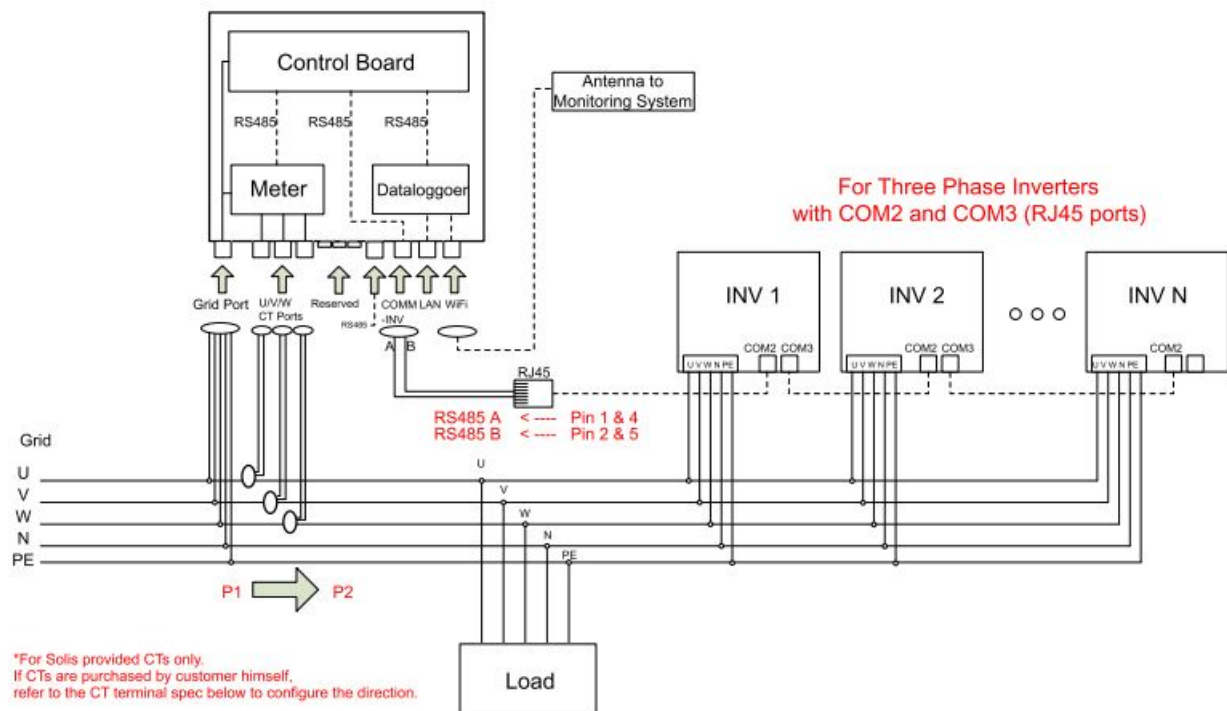 Control Board
RS485
RS485
RS485
Meter
Dataloggoer
Antenna to
Monitoring System
Grid Port
U/V/W
CT Ports
Reserved
RS485
COMM
-INV
LAN
WiFi
A
B
RJ45
RS485 A < ---- Pin 1 & 4
RS485 B < ---- Pin 2 & 5
For Three Phase Inverters
with COM2 and COM3 (RJ45 ports)
INV 1
COM2
COM3
U V W N PE
INV 2
COM2
COM3
U V W N PE
INV N
COM2
U V W N PE
Grid
U
V
W
N
PE
U
V
W
N
PE
P1
P2
Load
*For Solis provided CTs only.
If CTs are purchased by customer himself,
refer to the CT terminal spec below to configure the direction.